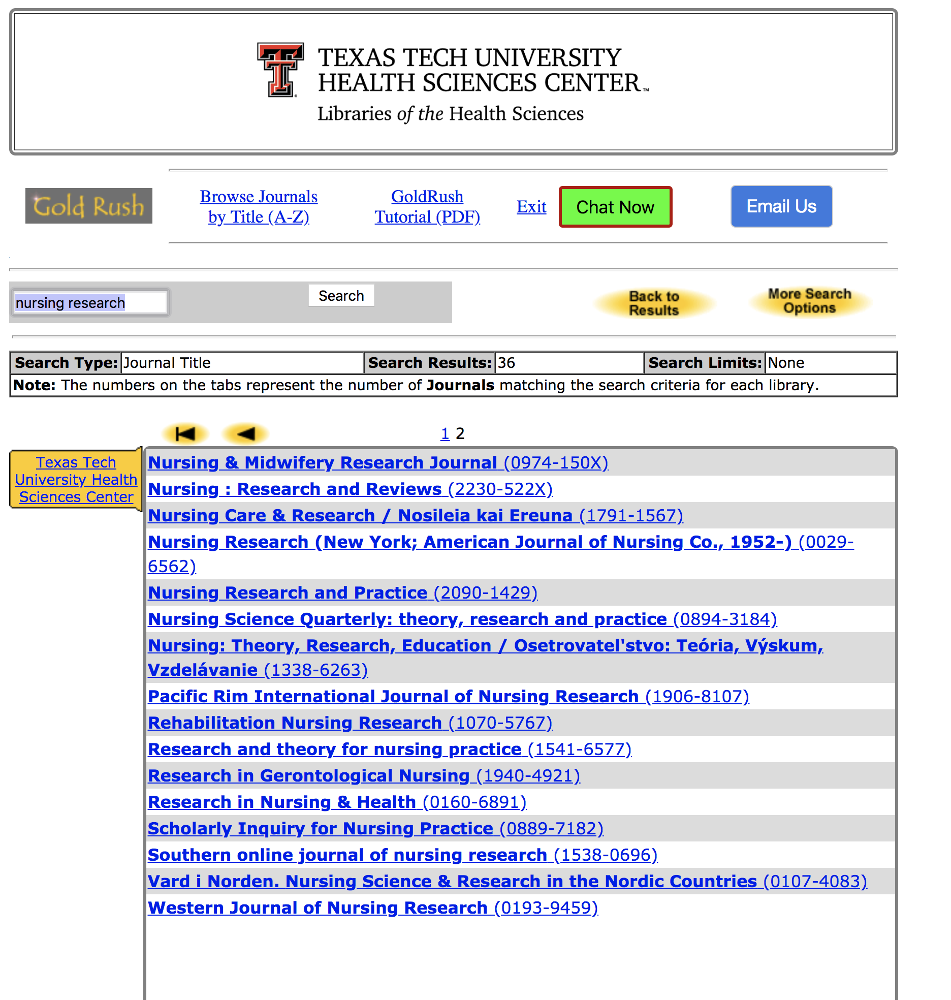 TEXAS TECH UNIVERSITY
HEALTH SCIENCES CENTER™
Libraries of the Health Sciences
Gold Rush
Browse Journals
by Title (A-Z)
GoldRush
Tutorial (PDF)
Exit
Chat Now
Email Us
nursing research
Search
Back to
Results
More Search
Options
Search Type: Journal Title Search Results: 36 Search Limits: None
Note: The numbers on the tabs represent the number of Journals matching the search criteria for each library.
1 2
Texas Tech
University Health
Sciences Center
Nursing & Midwifery Research Journal (0974-150X)
Nursing : Research and Reviews (2230-522X)
Nursing Care & Research / Nosileia kai Ereuna (1791-1567)
Nursing Research (New York; American Journal of Nursing Co., 1952-) (0029-
6562)
Nursing Research and Practice (2090-1429)
Nursing Science Quarterly: theory, research and practice (0894-3184)
Nursing: Theory, Research, Education / Osetrovatel'stvo: Teória, Výskum,
Vzdelávanie (1338-6263)
Pacific Rim International Journal of Nursing Research (1906-8107)
Rehabilitation Nursing Research (1070-5767)
Research and theory for nursing practice (1541-6577)
Research in Gerontological Nursing (1940-4921)
Research in Nursing & Health (0160-6891)
Scholarly Inquiry for Nursing Practice (0889-7182)
Southern online journal of nursing research (1538-0696)
Vard i Norden. Nursing Science & Research in the Nordic Countries (0107-4083)
Western Journal of Nursing Research (0193-9459)